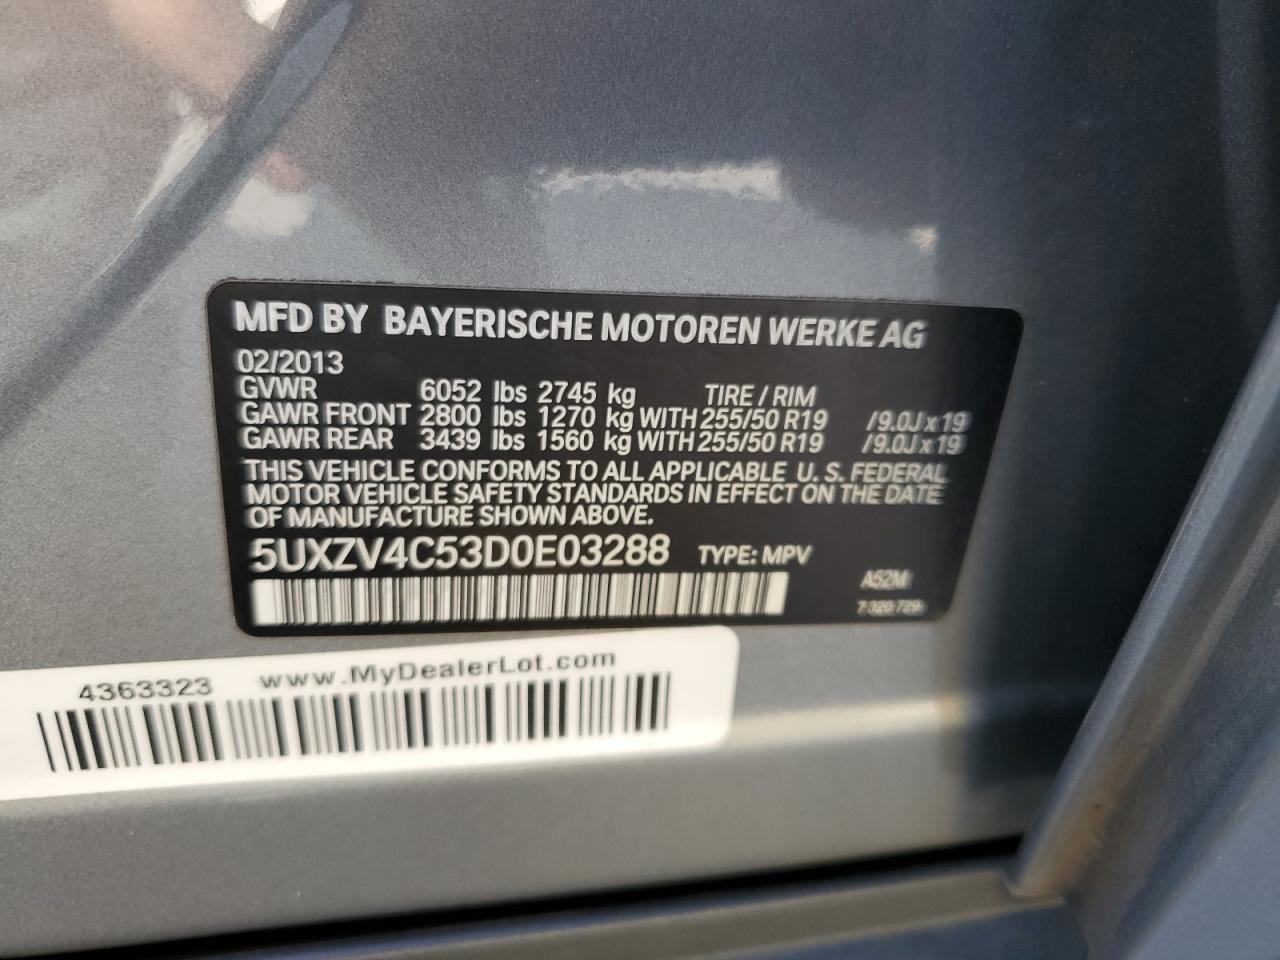 MFD BY BAYERISCHE MOTOREN WERKE AG
02/2013
GVWR 6052 lbs 2745 kg TIRE / RIM
GAWR FRONT 2800 lbs 1270 kg WITH 255/50 R19 /9.0J x 19
GAWR REAR 3439 lbs 1560 kg WITH 255/50 R19 /9.0J x 19
THIS VEHICLE CONFORMS TO ALL APPLICABLE U. S. FEDERAL
MOTOR VEHICLE SAFETY STANDARDS IN EFFECT ON THE DATE
OF MANUFACTURE SHOWN ABOVE.
5UXZV4C53D0E03288 TYPE: MPV
A52M
7 320 729
4363323 www.MyDealerLot.com